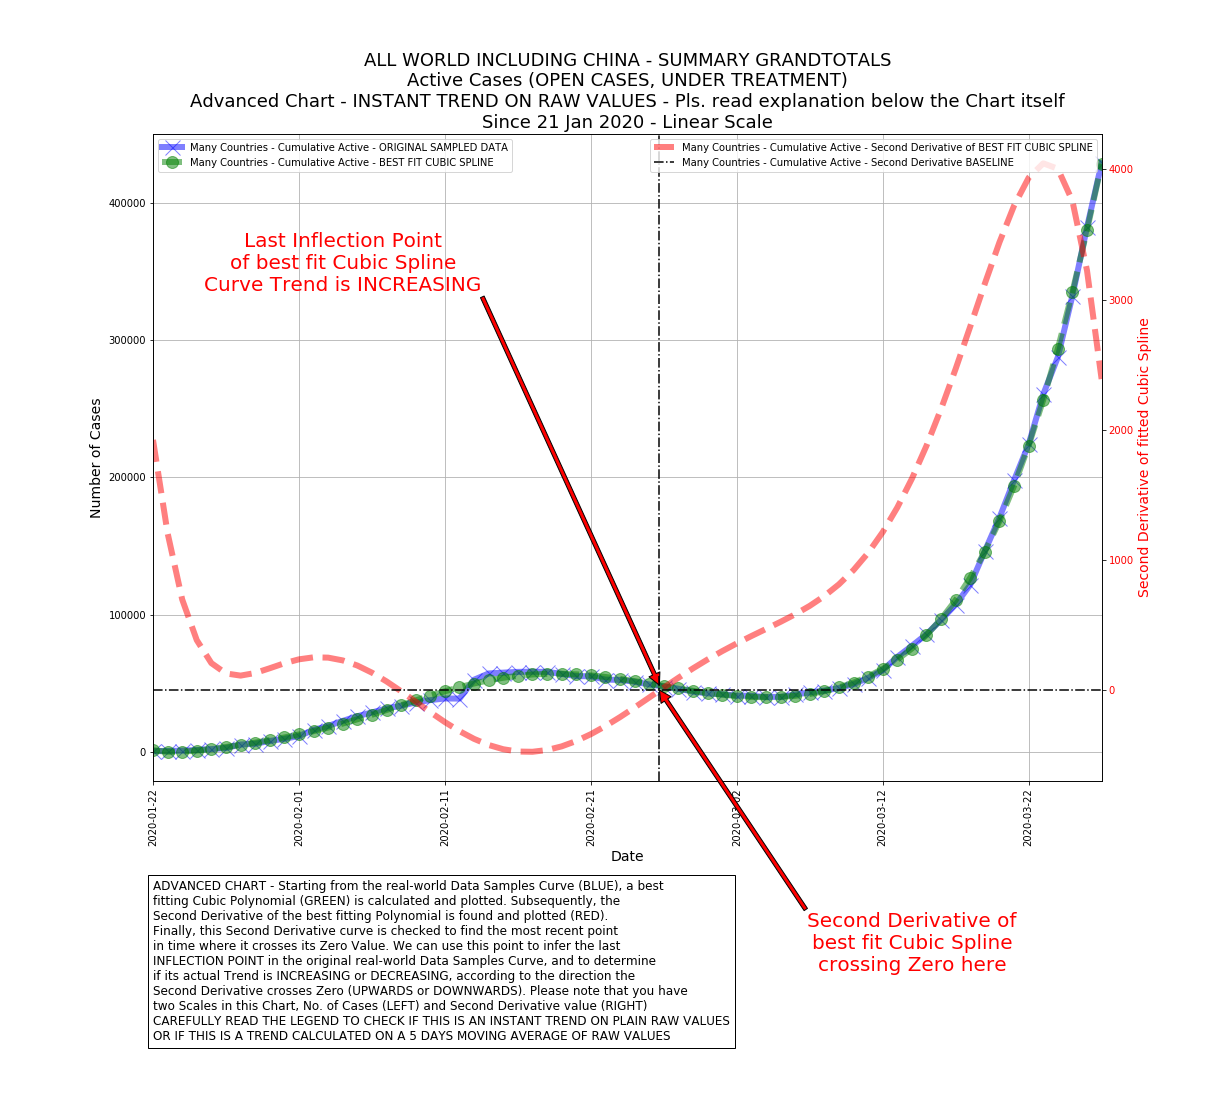 ALL WORLD INCLUDING CHINA - SUMMARY GRANDTOTALS
Active Cases (OPEN CASES, UNDER TREATMENT)
Advanced Chart - INSTANT TREND ON RAW VALUES - Pls. read explanation below the Chart itself
Since 21 Jan 2020 - Linear Scale
Many Countries - Cumulative Active - ORIGINAL SAMPLED DATA
Many Countries - Cumulative Active - BEST FIT CUBIC SPLINE
Many Countries - Cumulative Active - Second Derivative of BEST FIT CUBIC SPLINE
Many Countries - Cumulative Active - Second Derivative BASELINE
Last Inflection Point
of best fit Cubic Spline
Curve Trend is INCREASING
Number of Cases
400000
300000
200000
100000
0
4000
3000
2000
1000
0
Second Derivative of fitted Cubic Spline
2020-01-22
2020-02-01
2020-02-11
2020-02-21
2020-03-02
2020-03-12
2020-03-22
Date
ADVANCED CHART - Starting from the real-world Data Samples Curve (BLUE), a best
fitting Cubic Polynomial (GREEN) is calculated and plotted. Subsequently, the
Second Derivative of the best fitting Polynomial is found and plotted (RED).
Finally, this Second Derivative curve is checked to find the most recent point
in time where it crosses its Zero Value. We can use this point to infer the last
INFLECTION POINT in the original real-world Data Samples Curve, and to determine
if its actual Trend is INCREASING or DECREASING, according to the direction the
Second Derivative crosses Zero (UPWARDS or DOWNWARDS). Please note that you have
two Scales in this Chart, No. of Cases (LEFT) and Second Derivative value (RIGHT)
CAREFULLY READ THE LEGEND TO CHECK IF THIS IS AN INSTANT TREND ON PLAIN RAW VALUES
OR IF THIS IS A TREND CALCULATED ON A 5 DAYS MOVING AVERAGE OF RAW VALUES
Second Derivative of
best fit Cubic Spline
crossing Zero here